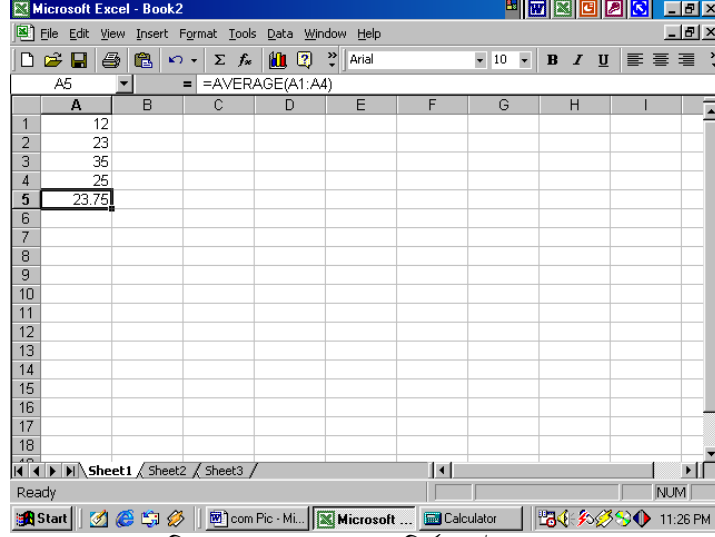 Microsoft Excel - Book2
File Edit View Insert Format Tools Data Window Help
Σ fx Arial 10 B I U
A5 = =AVERAGE(A1:A4)
A B C D E F G H I
1 12
2 23
3 35
4 25
5 23.75
6
7
8
9
10
11
12
13
14
15
16
17
18
Sheet1 Sheet2 Sheet3
Ready NUM
Start com Pic - Mi... Microsoft ... Calculator 11:26 PM